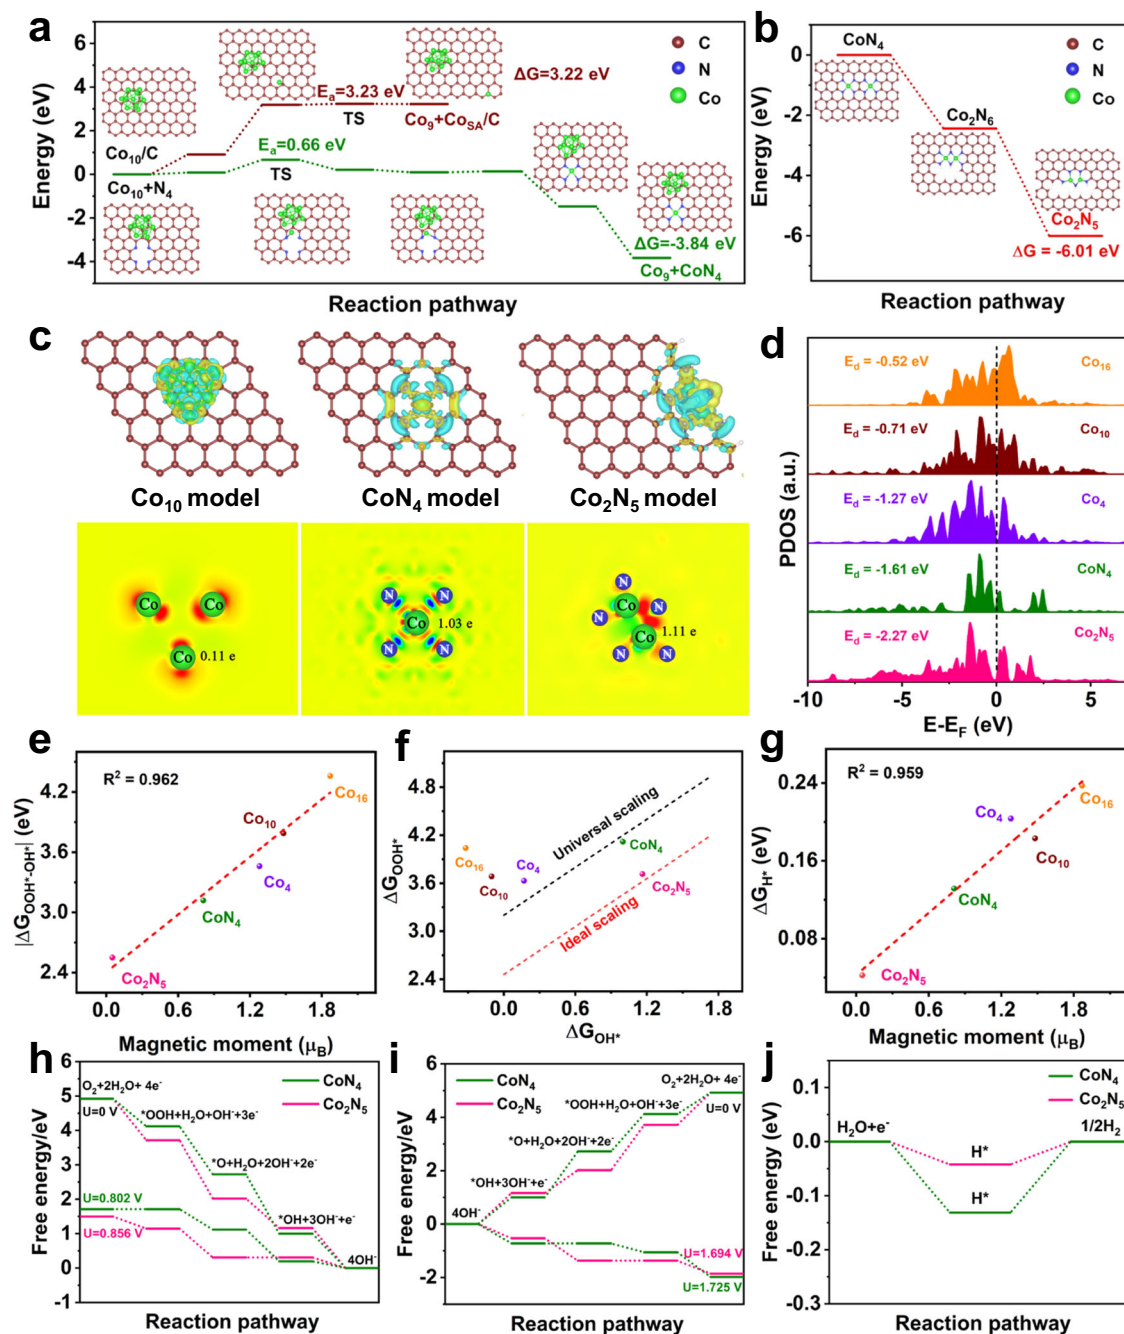 a
6
4
2
0
-2
-4
Energy (eV)
Reaction pathway
C
N
Co
ΔG=3.22 eV
Eₐ=3.23 eV
TS
Co₉+Co_SA/C
Co₁₀/C
Eₐ=0.66 eV
TS
Co₁₀+N₄
ΔG=-3.84 eV
Co₉+CoN₄
b
0
-2
-4
-6
Energy (eV)
Reaction pathway
CoN₄
C
N
Co
Co₂N₆
Co₂N₅
ΔG = -6.01 eV
c
Co₁₀ model
CoN₄ model
Co₂N₅ model
Co
Co
Co
0.11 e
N
N
Co
1.03 e
N
N
N
Co
N
N
Co
1.11 e
N
N
d
PDOS (a.u.)
E_d = -0.52 eV
Co₁₆
E_d = -0.71 eV
Co₁₀
E_d = -1.27 eV
Co₄
E_d = -1.61 eV
CoN₄
E_d = -2.27 eV
Co₂N₅
-10
-5
0
5
E-E_F (eV)
e
R² = 0.962
|ΔG_OOH*-OH*| (eV)
4.2
3.6
3.0
2.4
Co₁₆
Co₁₀
Co₄
CoN₄
Co₂N₅
0.0
0.6
1.2
1.8
Magnetic moment (μ_B)
f
ΔG_OOH*
4.8
4.2
3.6
3.0
2.4
Universal scaling
Ideal scaling
Co₁₆
Co₁₀
Co₄
CoN₄
Co₂N₅
0.0
0.6
1.2
1.8
ΔG_OH*
g
R² = 0.959
ΔG_H* (eV)
0.24
0.16
0.08
Co₁₆
Co₄
Co₁₀
CoN₄
Co₂N₅
0.0
0.6
1.2
1.8
Magnetic moment (μ_B)
h
Free energy/eV
6
5
4
3
2
1
0
-1
O₂+2H₂O+ 4e⁻
U=0 V
CoN₄
Co₂N₅
*OOH+H₂O+OH⁻+3e⁻
*O+H₂O+2OH⁻+2e⁻
U=0.802 V
U=0.856 V
*OH+3OH⁻+e⁻
4OH⁻
Reaction pathway
i
Free energy/eV
6
4
2
0
-2
CoN₄
Co₂N₅
O₂+2H₂O+ 4e⁻
U=0 V
*OOH+H₂O+OH⁻+3e⁻
*O+H₂O+2OH⁻+2e⁻
*OH+3OH⁻+e⁻
4OH⁻
U=1.694 V
U=1.725 V
Reaction pathway
j
Free energy (eV)
0.1
0.0
-0.1
-0.2
-0.3
CoN₄
Co₂N₅
H₂O+e⁻
1/2H₂
H*
H*
Reaction pathway